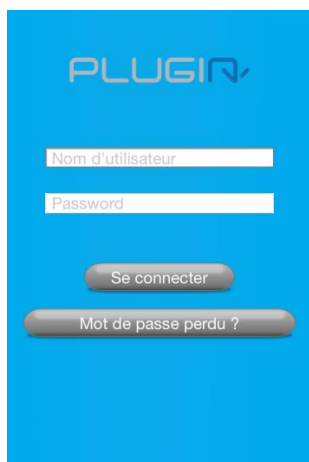 PLUGIN
Nom d'utilisateur
Password
Se connecter
Mot de passe perdu ?